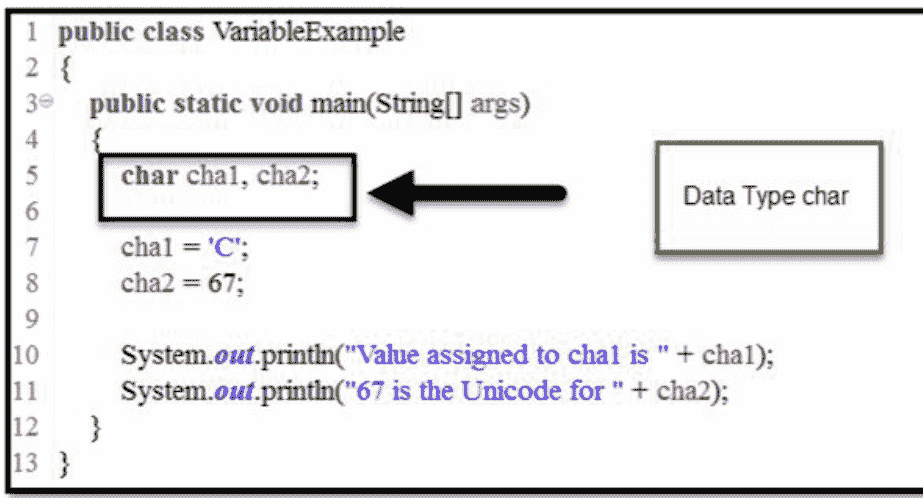 1 public class VariableExample
2 {
3 public static void main(String[] args)
4 {
5 char cha1, cha2;
6
7 cha1 = 'C';
8 cha2 = 67;
9
10 System.out.println("Value assigned to cha1 is " + cha1);
11 System.out.println("67 is the Unicode for " + cha2);
12 }
13 }
Data Type char